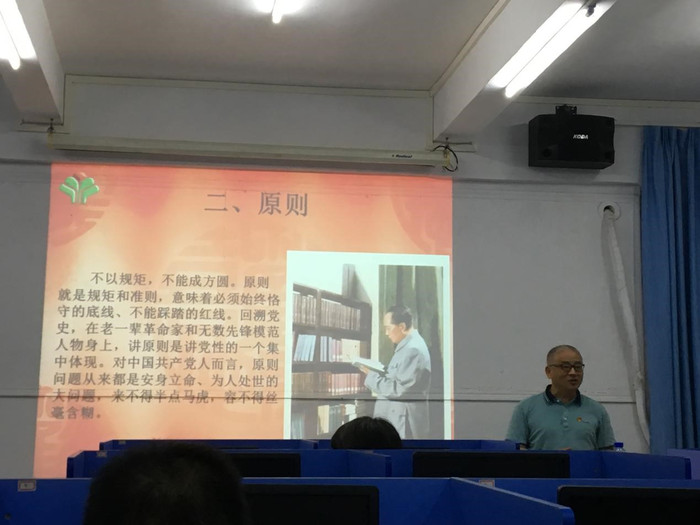 二、原则
不以规矩，不能成方圆。原则
就是规矩和准则，意味着必须始终恪
守的底线、不能踩踏的红线。回溯党
史，在老一辈革命家和无数先锋模范
人物身上，讲原则是讲党性的一个集
中体现。对中国共产党人而言，原则
问题从来都是安身立命、为人处世的
大问题，来不得半点马虎，容不得丝
毫含糊。
KODA